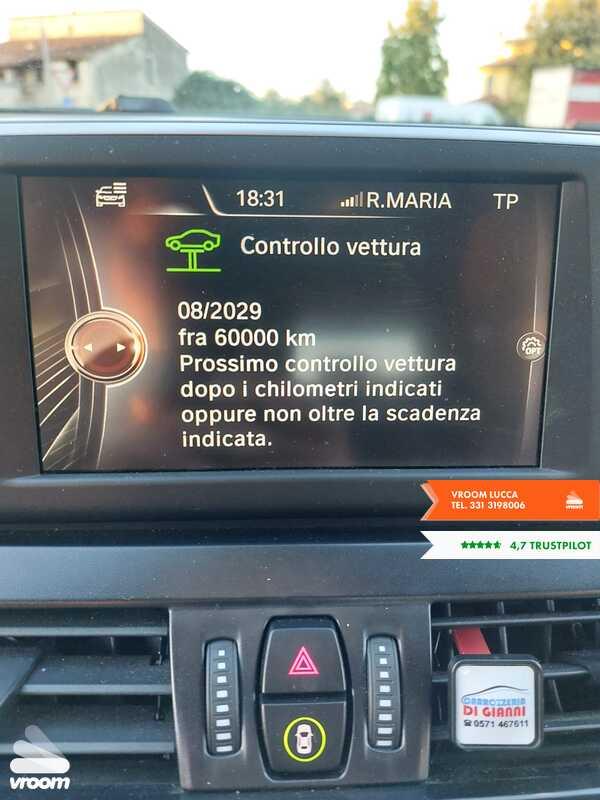 18:31 R.MARIA TP
Controllo vettura
08/2029
fra 60000 km
Prossimo controllo vettura
dopo i chilometri indicati
oppure non oltre la scadenza
indicata.
OPT
VROOM LUCCA
TEL. 331 3198006
vroom
4,7 TRUSTPILOT
CARROZZERIA
DI GIANNI
0571 467611
vroom